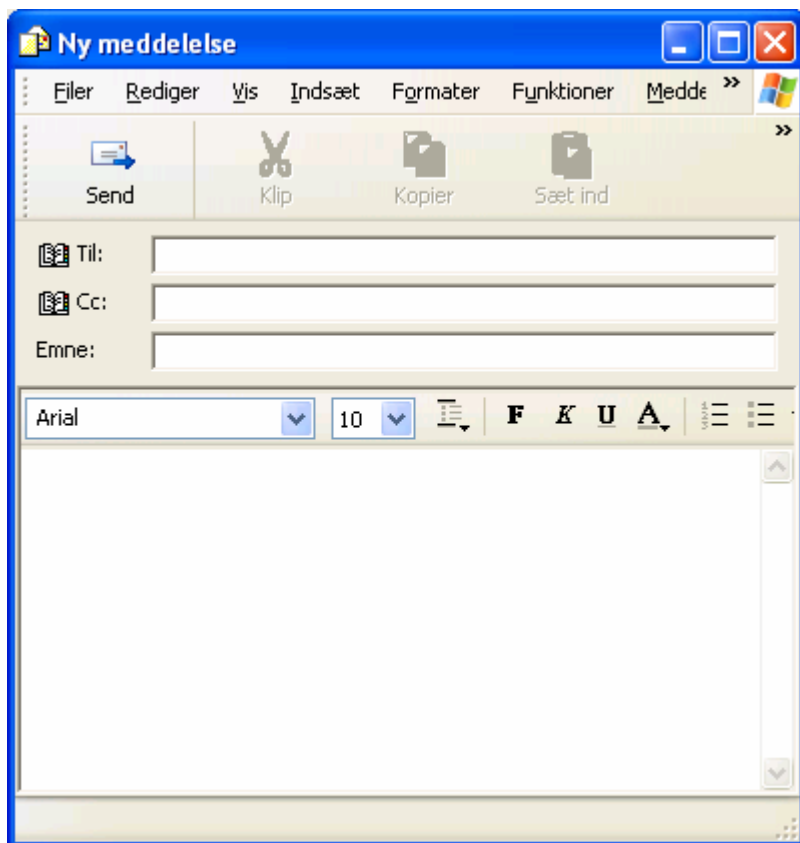 Ny meddelelse
Filer Rediger Vis Indsæt Formater Funktioner Medde »
»
Send Klip Kopier Sæt ind
Til:
Cc:
Emne:
Arial 10 F K U A